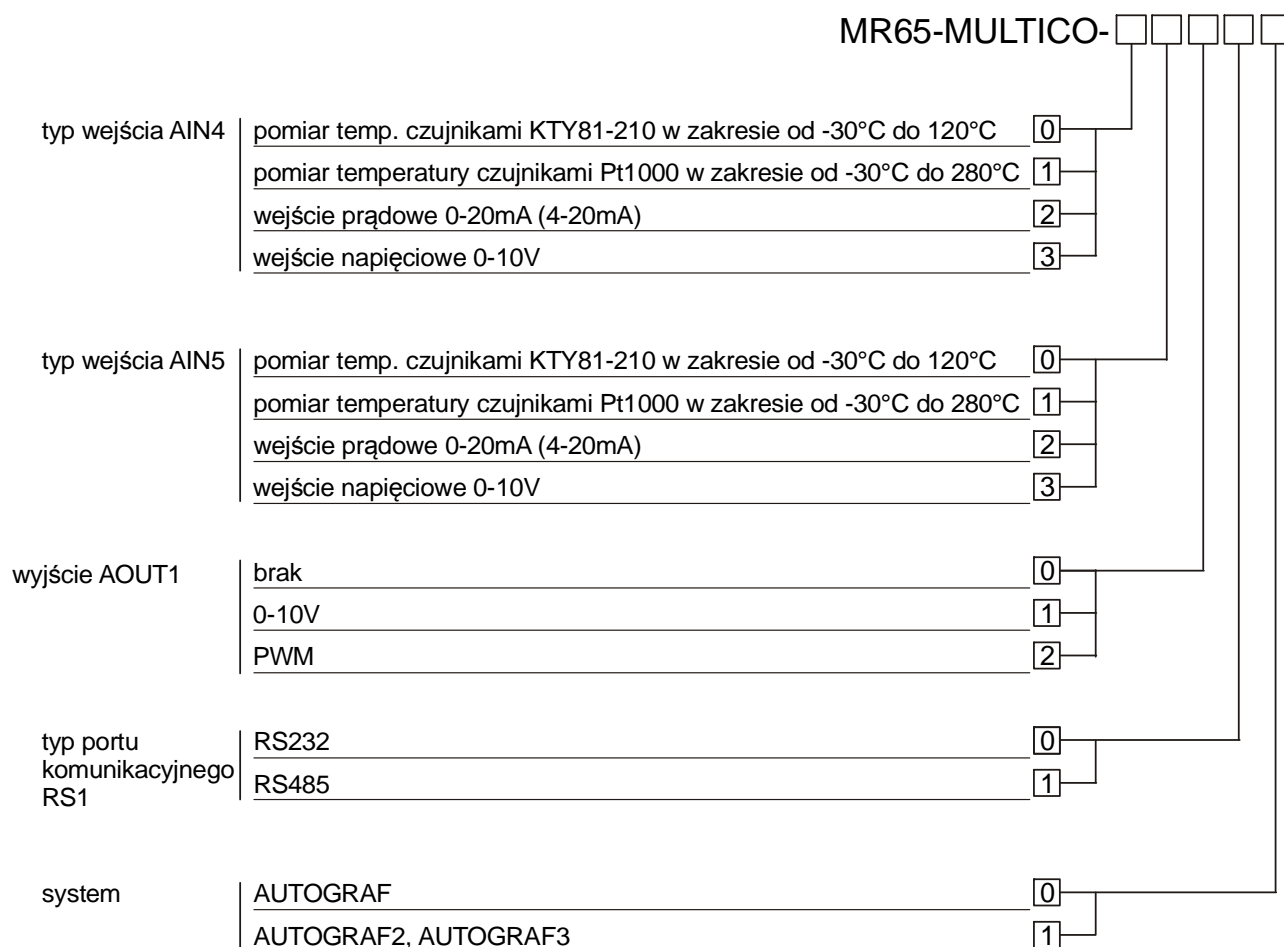 MR65-MULTICO-
typ wejścia AIN4
pomiar temp. czujnikami KTY81-210 w zakresie od -30°C do 120°C 0
pomiar temperatury czujnikami Pt1000 w zakresie od -30°C do 280°C 1
wejście prądowe 0-20mA (4-20mA) 2
wejście napięciowe 0-10V 3
typ wejścia AIN5
pomiar temp. czujnikami KTY81-210 w zakresie od -30°C do 120°C 0
pomiar temperatury czujnikami Pt1000 w zakresie od -30°C do 280°C 1
wejście prądowe 0-20mA (4-20mA) 2
wejście napięciowe 0-10V 3
wyjście AOUT1
brak 0
0-10V 1
PWM 2
typ portu
komunikacyjnego
RS1
RS232 0
RS485 1
system
AUTOGRAF 0
AUTOGRAF2, AUTOGRAF3 1